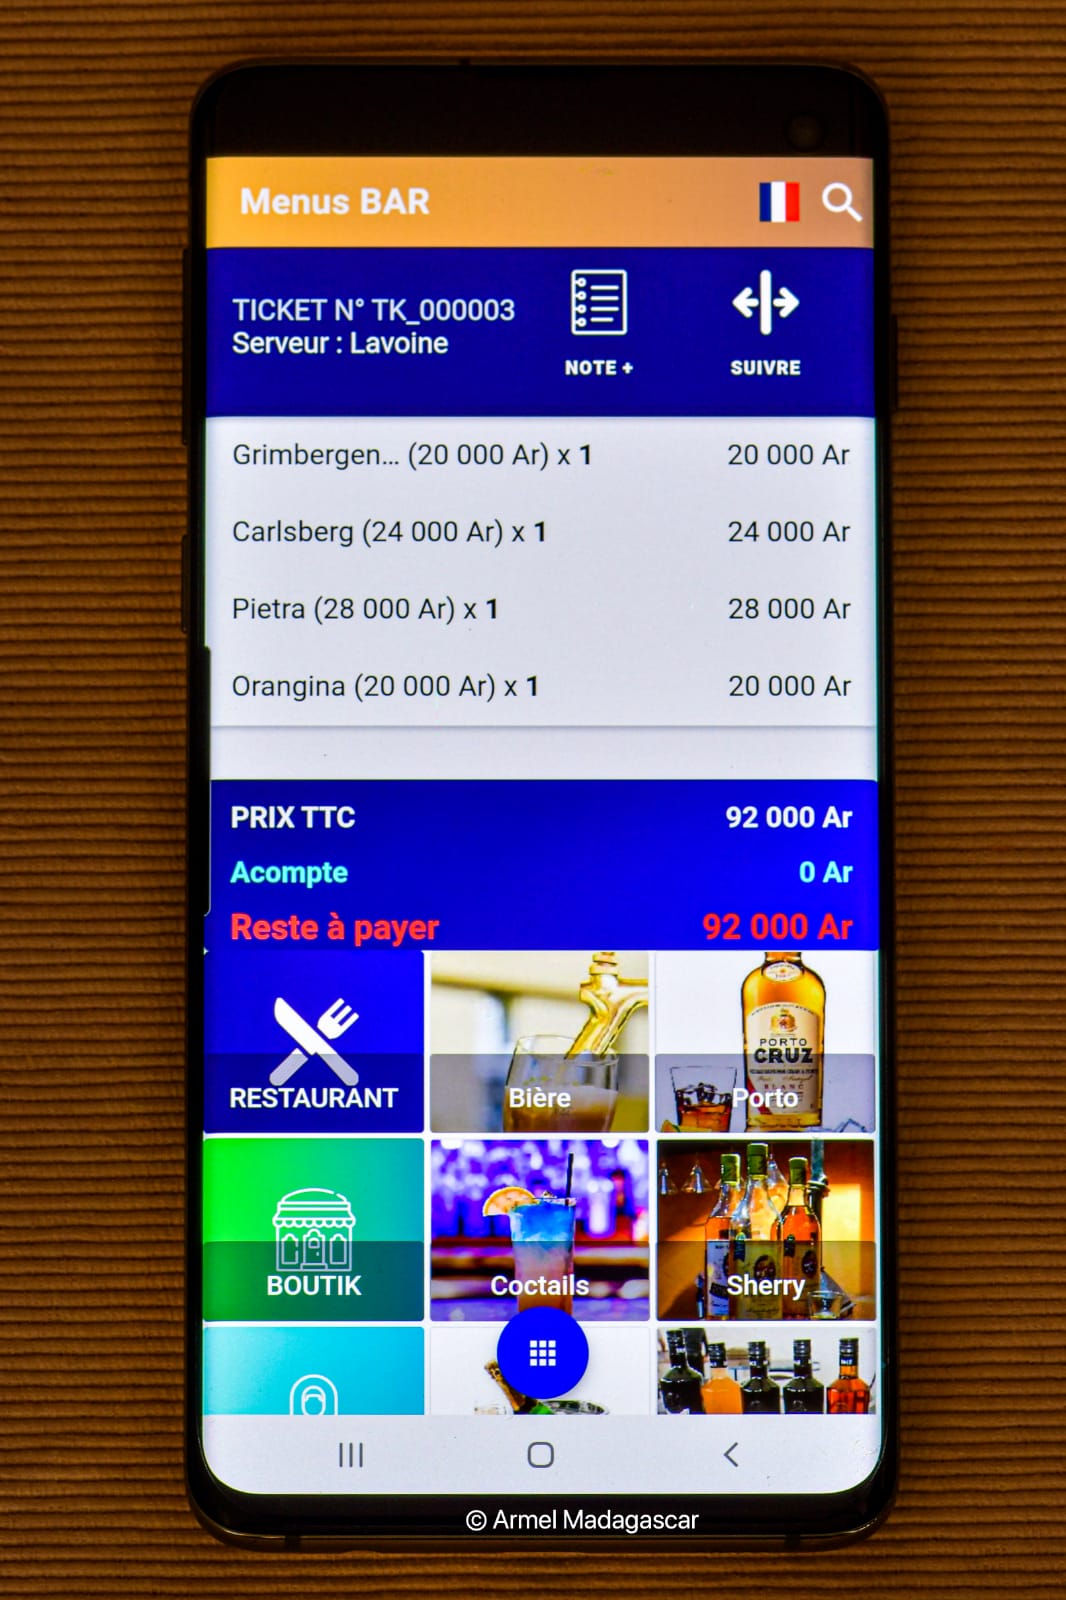 Menus BAR
TICKET N° TK_000003
Serveur : Lavoine
NOTE +
SUIVRE
Grimbergen... (20 000 Ar) x 1 20 000 Ar
Carlsberg (24 000 Ar) x 1 24 000 Ar
Pietra (28 000 Ar) x 1 28 000 Ar
Orangina (20 000 Ar) x 1 20 000 Ar
PRIX TTC 92 000 Ar
Acompte 0 Ar
Reste à payer 92 000 Ar
PORTO
CRUZ
RESTAURANT
Bière
Porto
BOUTIK
Coctails
Sherry
© Armel Madagascar